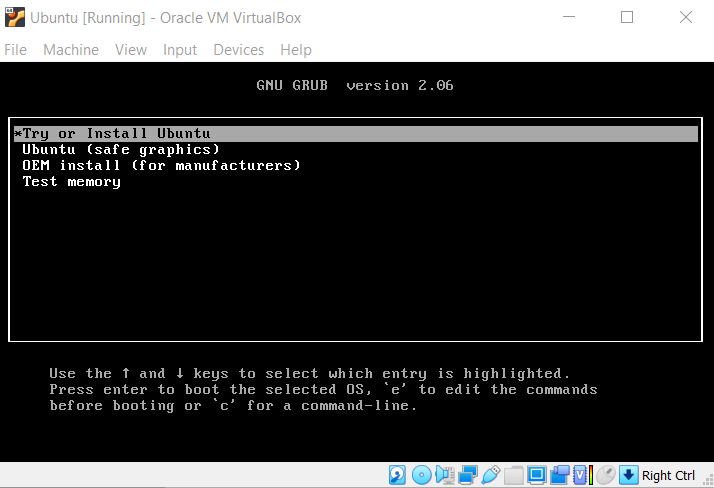 Ubuntu [Running] - Oracle VM VirtualBox
File Machine View Input Devices Help
GNU GRUB version 2.06
*Try or Install Ubuntu
Ubuntu (safe graphics)
OEM install (for manufacturers)
Test memory
Use the ↑ and ↓ keys to select which entry is highlighted.
Press enter to boot the selected OS, `e' to edit the commands
before booting or `c' for a command-line.
Right Ctrl